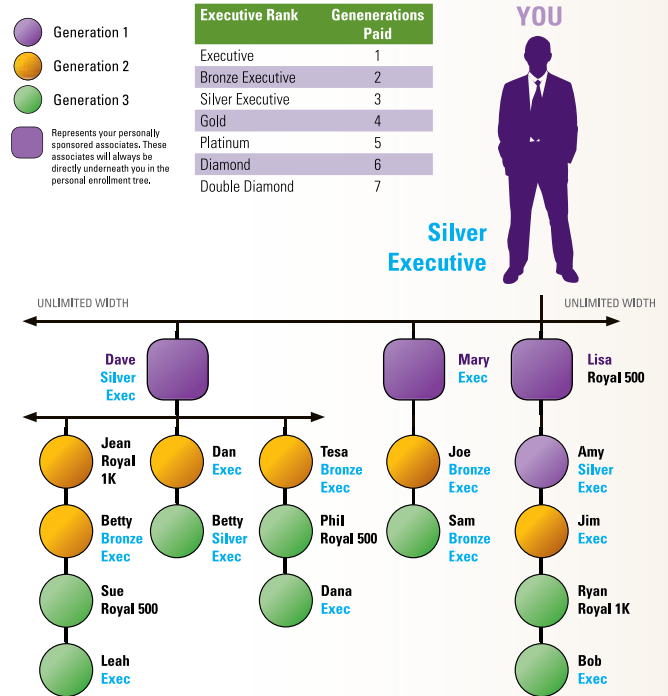 Generation 1
Generation 2
Generation 3
Represents your personally
sponsored associates. These
associates will always be
directly underneath you in the
personal enrollment tree.
Executive Rank Genenerations
Paid
Executive 1
Bronze Executive 2
Silver Executive 3
Gold 4
Platinum 5
Diamond 6
Double Diamond 7
YOU
Silver
Executive
UNLIMITED WIDTH UNLIMITED WIDTH
Dave
Silver
Exec
Mary
Exec
Lisa
Royal 500
Jean
Royal
1K
Dan
Exec
Tesa
Bronze
Exec
Joe
Bronze
Exec
Amy
Silver
Exec
Betty
Bronze
Exec
Betty
Silver
Exec
Phil
Royal 500
Sam
Bronze
Exec
Jim
Exec
Sue
Royal 500
Dana
Exec
Ryan
Royal 1K
Leah
Exec
Bob
Exec